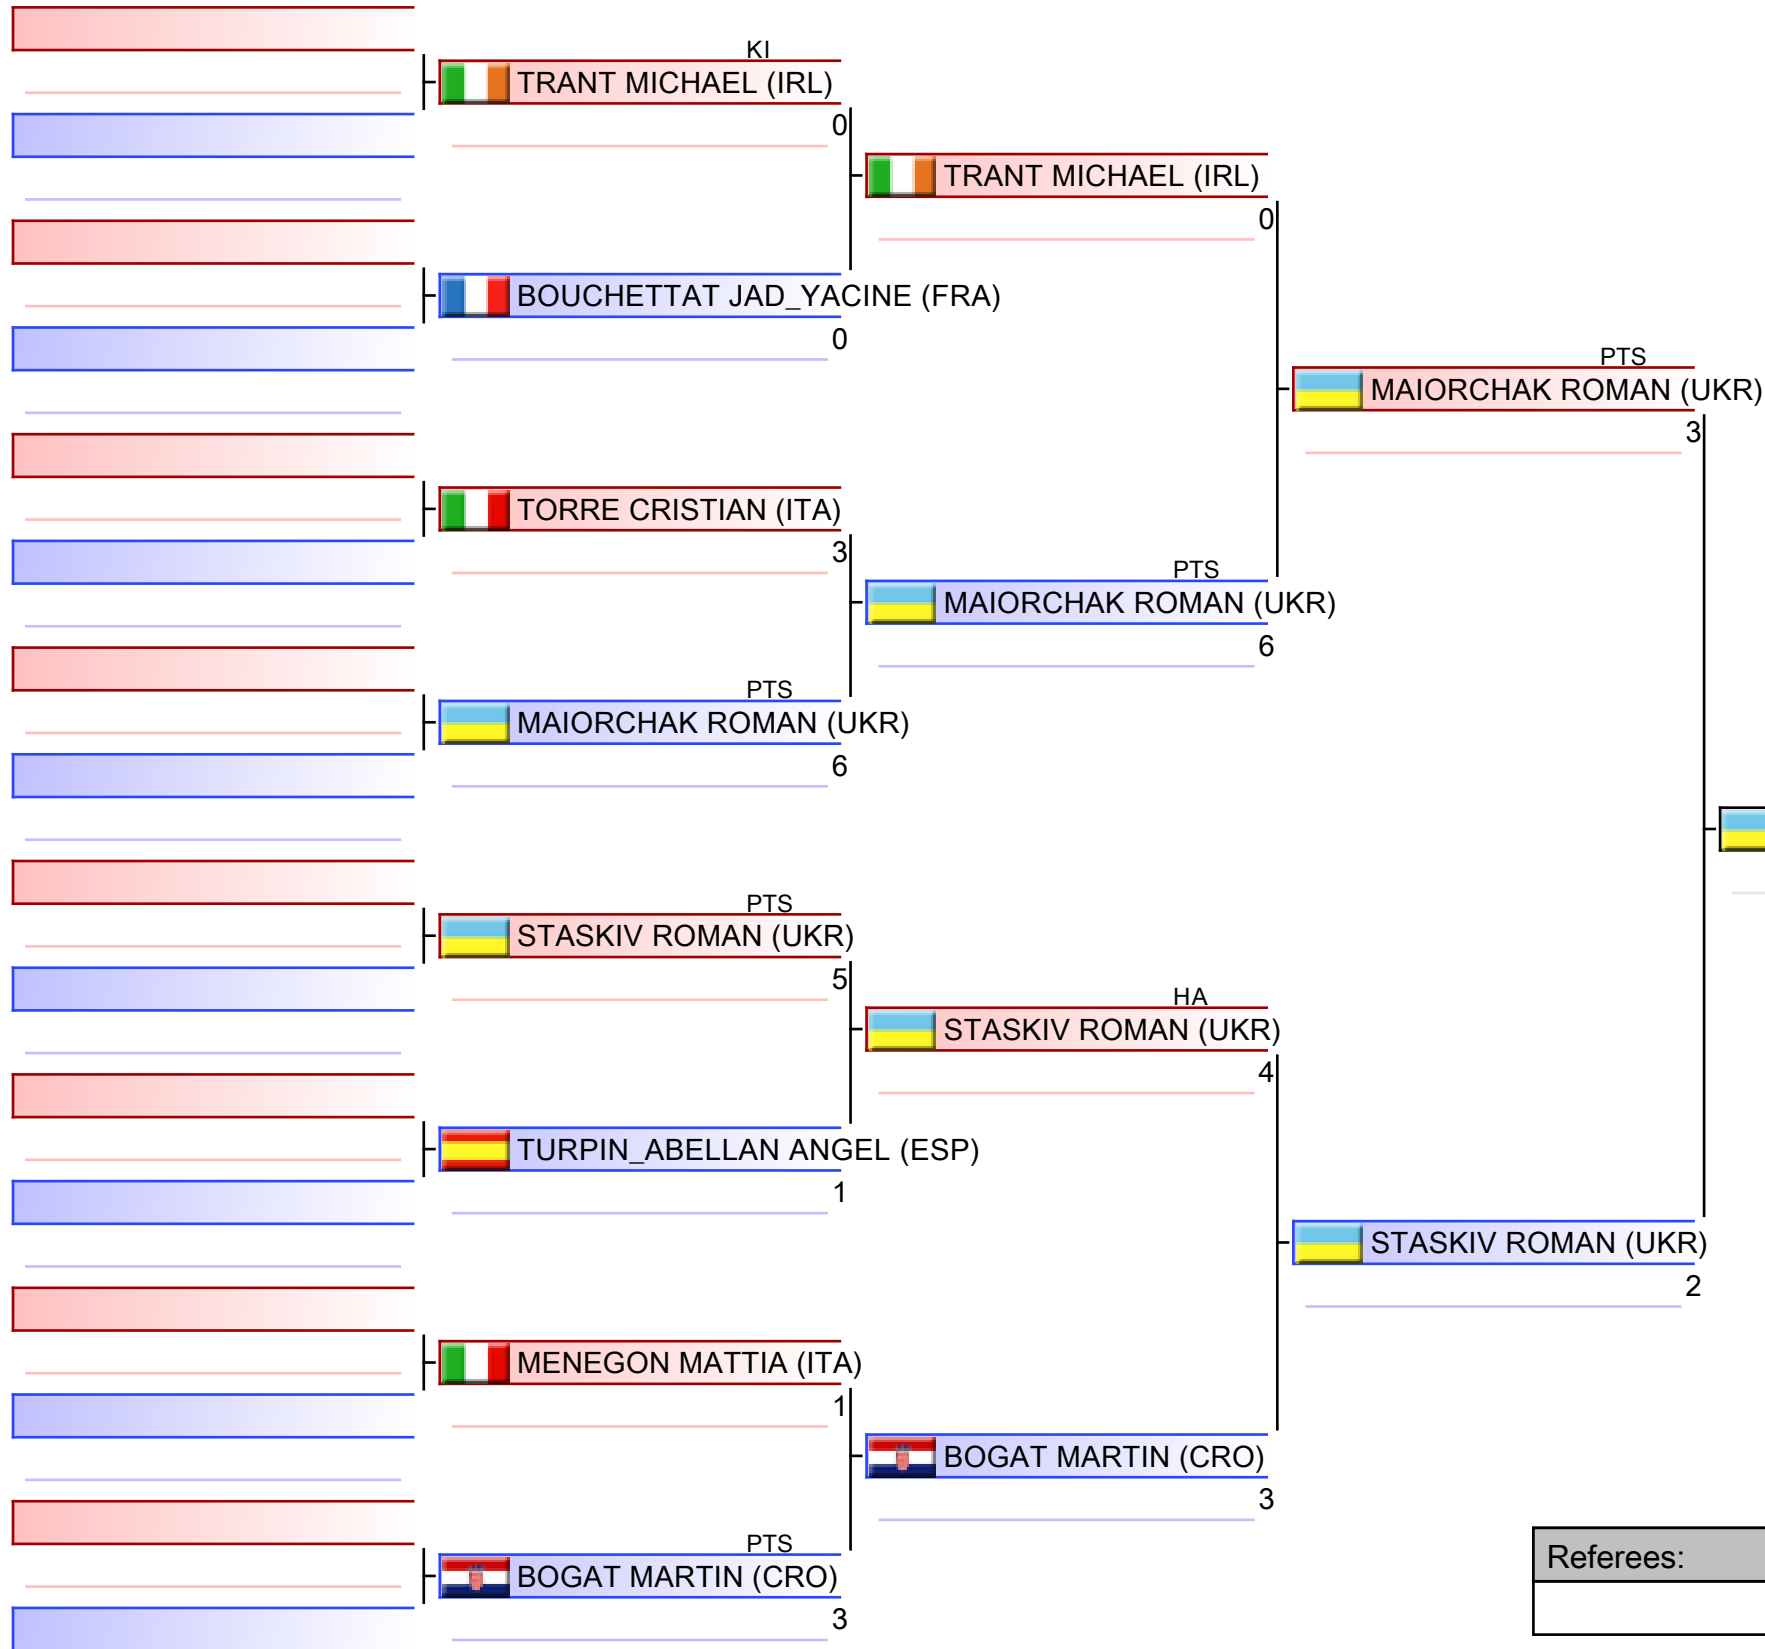 KI
TRANT MICHAEL (IRL)
0
TRANT MICHAEL (IRL)
0
BOUCHETTAT JAD_YACINE (FRA)
0
PTS
MAIORCHAK ROMAN (UKR)
3
TORRE CRISTIAN (ITA)
3
PTS
MAIORCHAK ROMAN (UKR)
6
PTS
MAIORCHAK ROMAN (UKR)
6
PTS
STASKIV ROMAN (UKR)
5
HA
STASKIV ROMAN (UKR)
4
TURPIN_ABELLAN ANGEL (ESP)
1
STASKIV ROMAN (UKR)
2
MENEGON MATTIA (ITA)
1
BOGAT MARTIN (CRO)
3
PTS
BOGAT MARTIN (CRO)
3
Referees: